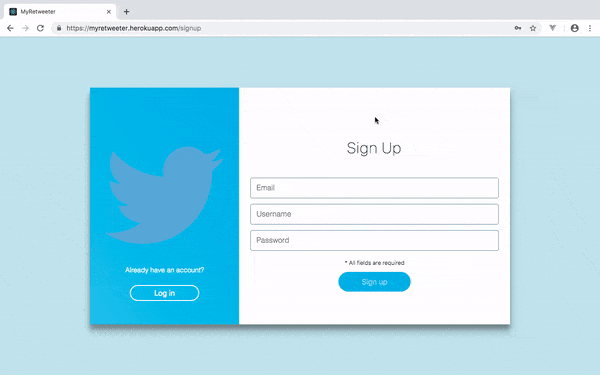 MyRetweeter
https://myretweeter.herokuapp.com/signup
Sign Up
Email
Username
Password
* All fields are required
Sign up
Already have an account?
Log in